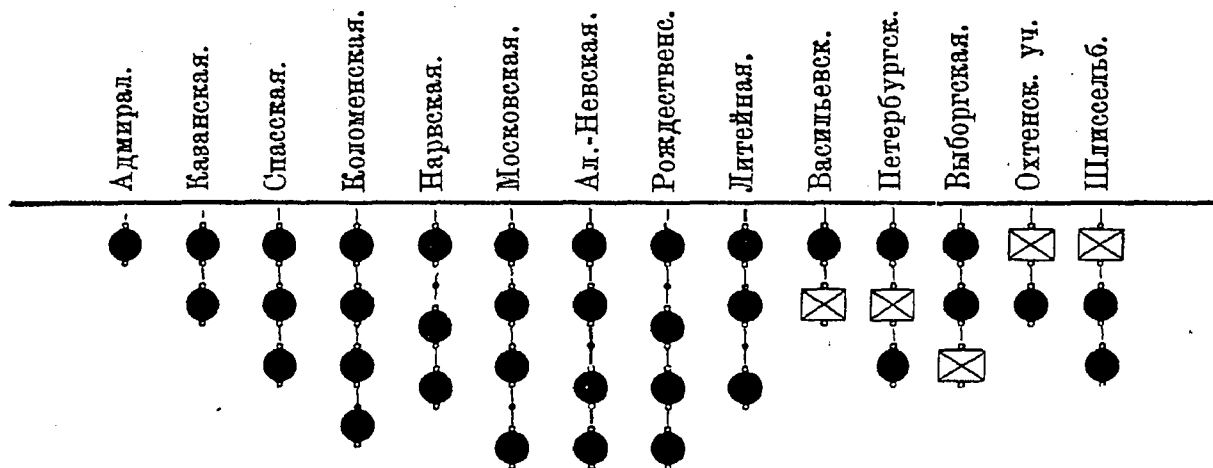 Адмирал.
Казанская.
Спасская.
Коломенская.
Нарвская.
Московская.
Ал.-Невская.
Рождественс.
Литейная.
Васильевск.
Петербургск.
Выборгская.
Охтенск. уч.
Шлиссельб.